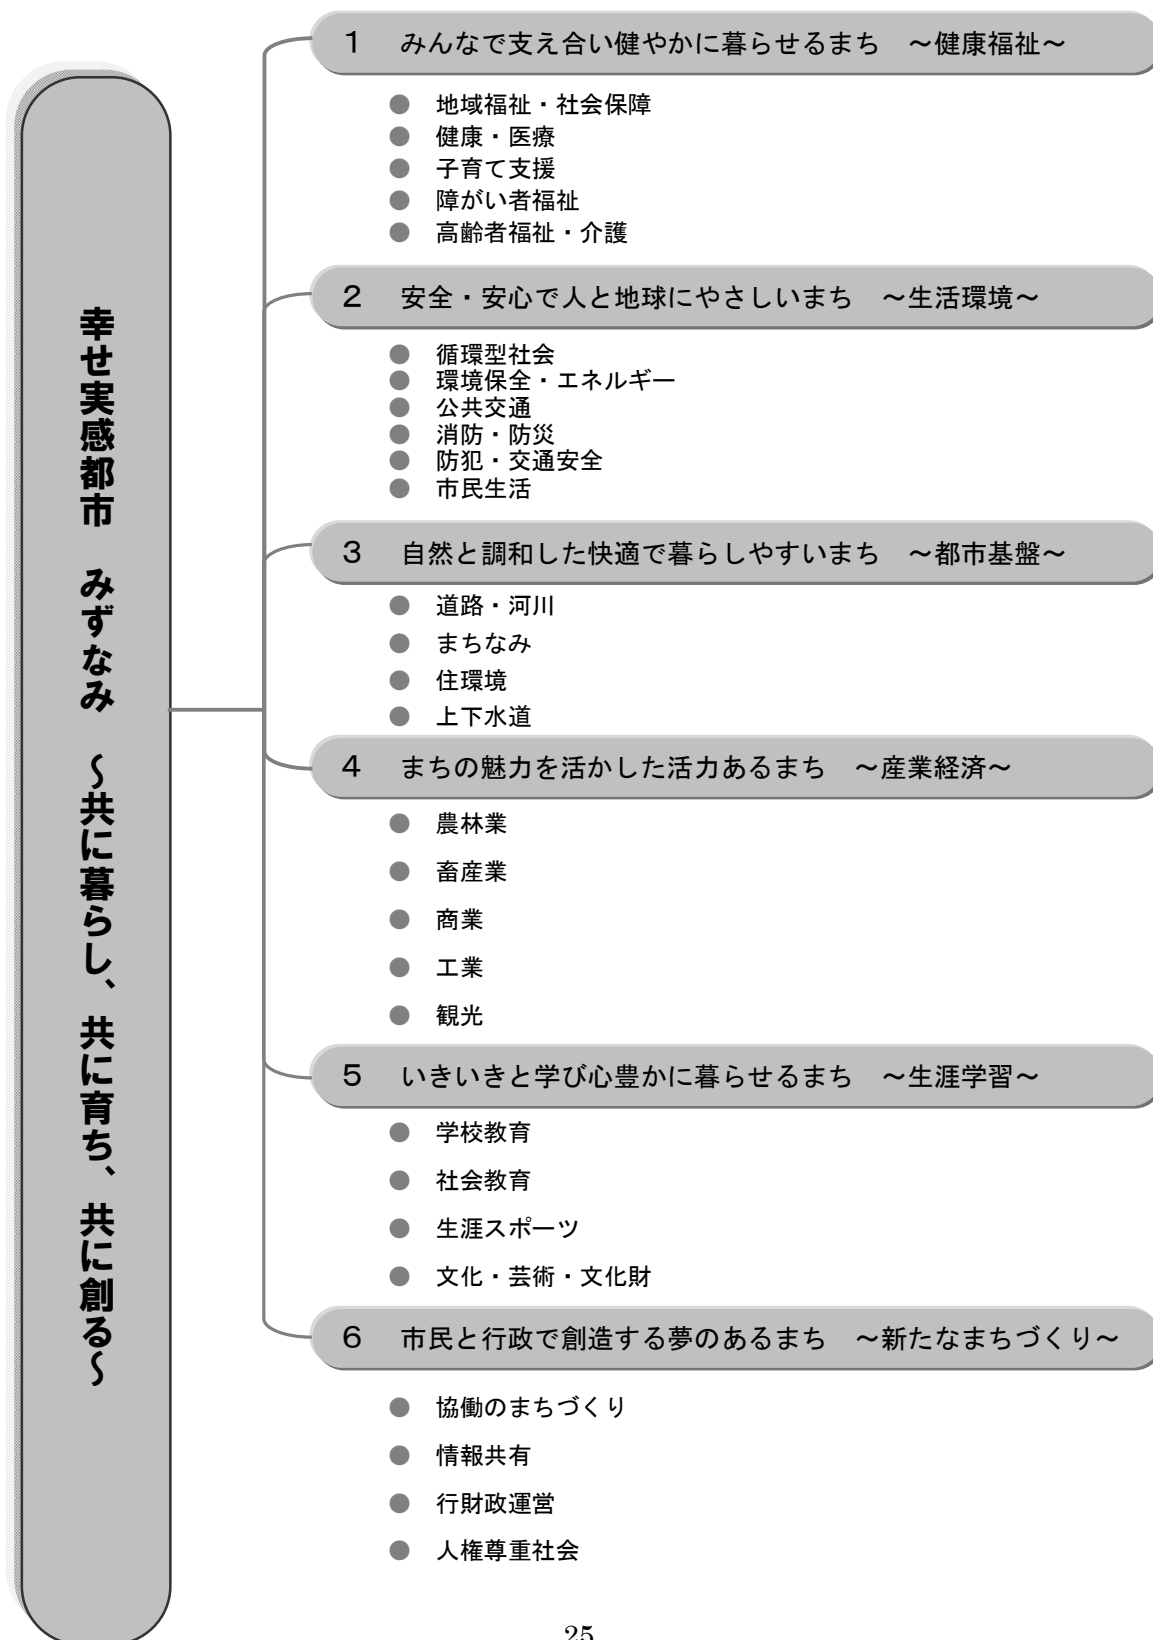 幸せ実感都市　みずなみ　～共に暮らし、共に育ち、共に創る～
1　みんなで支え合い健やかに暮らせるまち　～健康福祉～
● 地域福祉・社会保障
● 健康・医療
● 子育て支援
● 障がい者福祉
● 高齢者福祉・介護
2　安全・安心で人と地球にやさしいまち　～生活環境～
● 循環型社会
● 環境保全・エネルギー
● 公共交通
● 消防・防災
● 防犯・交通安全
● 市民生活
3　自然と調和した快適で暮らしやすいまち　～都市基盤～
● 道路・河川
● まちなみ
● 住環境
● 上下水道
4　まちの魅力を活かした活力あるまち　～産業経済～
● 農林業
● 畜産業
● 商業
● 工業
● 観光
5　いきいきと学び心豊かに暮らせるまち　～生涯学習～
● 学校教育
● 社会教育
● 生涯スポーツ
● 文化・芸術・文化財
6　市民と行政で創造する夢のあるまち　～新たなまちづくり～
● 協働のまちづくり
● 情報共有
● 行財政運営
● 人権尊重社会
25